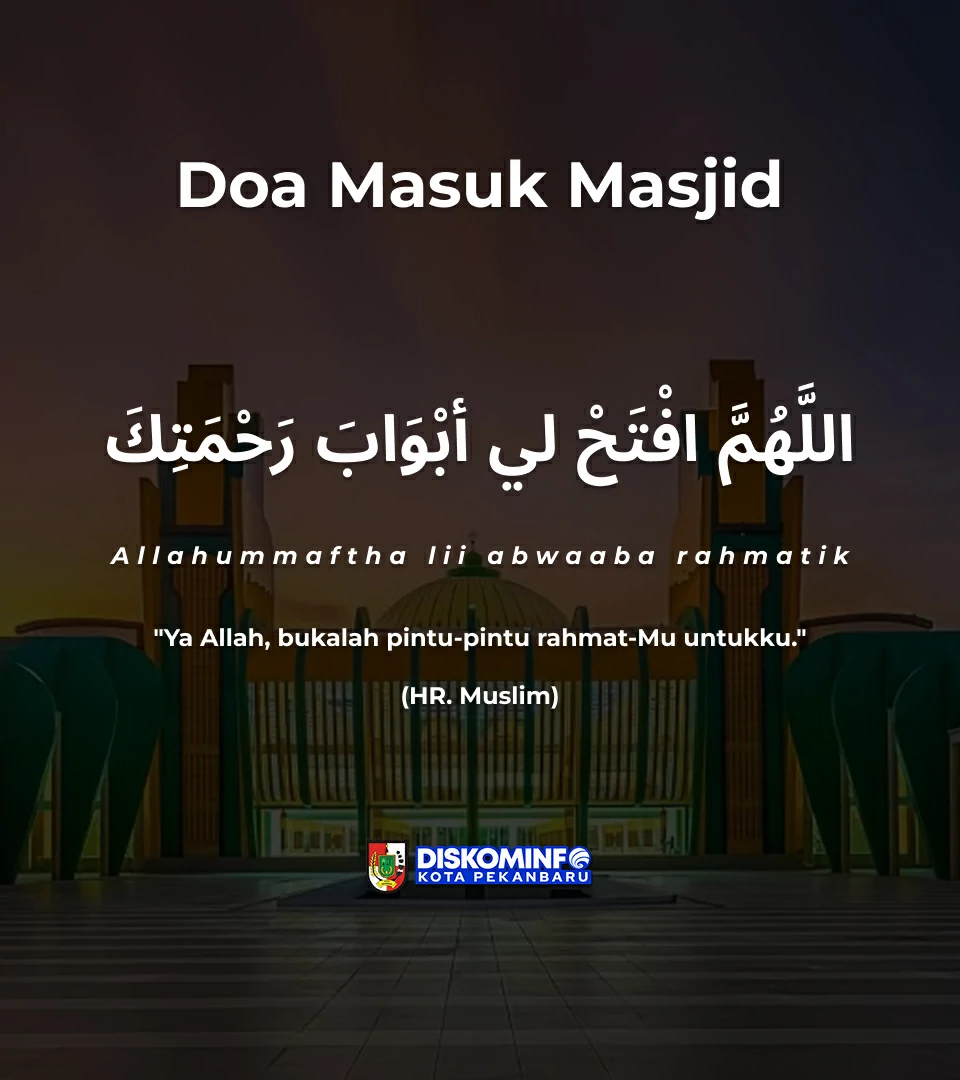 Doa Masuk Masjid
اللَّهُمَّ افْتَحْ لي أبْوَابَ رَحْمَتِكَ
Allahummaftha lii abwaaba rahmatik
"Ya Allah, bukalah pintu-pintu rahmat-Mu untukku."
(HR. Muslim)
DISKOMINFO
KOTA PEKANBARU